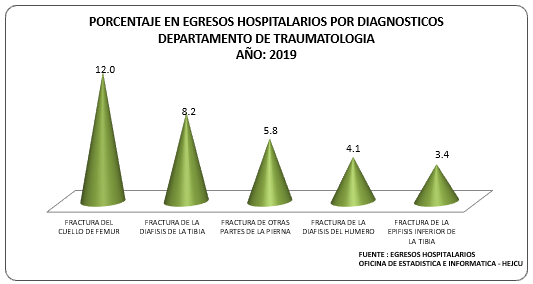 PORCENTAJE EN EGRESOS HOSPITALARIOS POR DIAGNOSTICOS
DEPARTAMENTO DE TRAUMATOLOGIA
AÑO: 2019
12.0
8.2
5.8
4.1
3.4
FRACTURA DEL
CUELLO DE FEMUR
FRACTURA DE LA
DIAFISIS DE LA TIBIA
FRACTURA DE OTRAS
PARTES DE LA PIERNA
FRACTURA DE LA
DIAFISIS DEL HUMERO
FRACTURA DE LA
EPIFISIS INFERIOR DE
LA TIBIA
FUENTE : EGRESOS HOSPITALARIOS
OFICINA DE ESTADISTICA E INFORMATICA - HEJCU